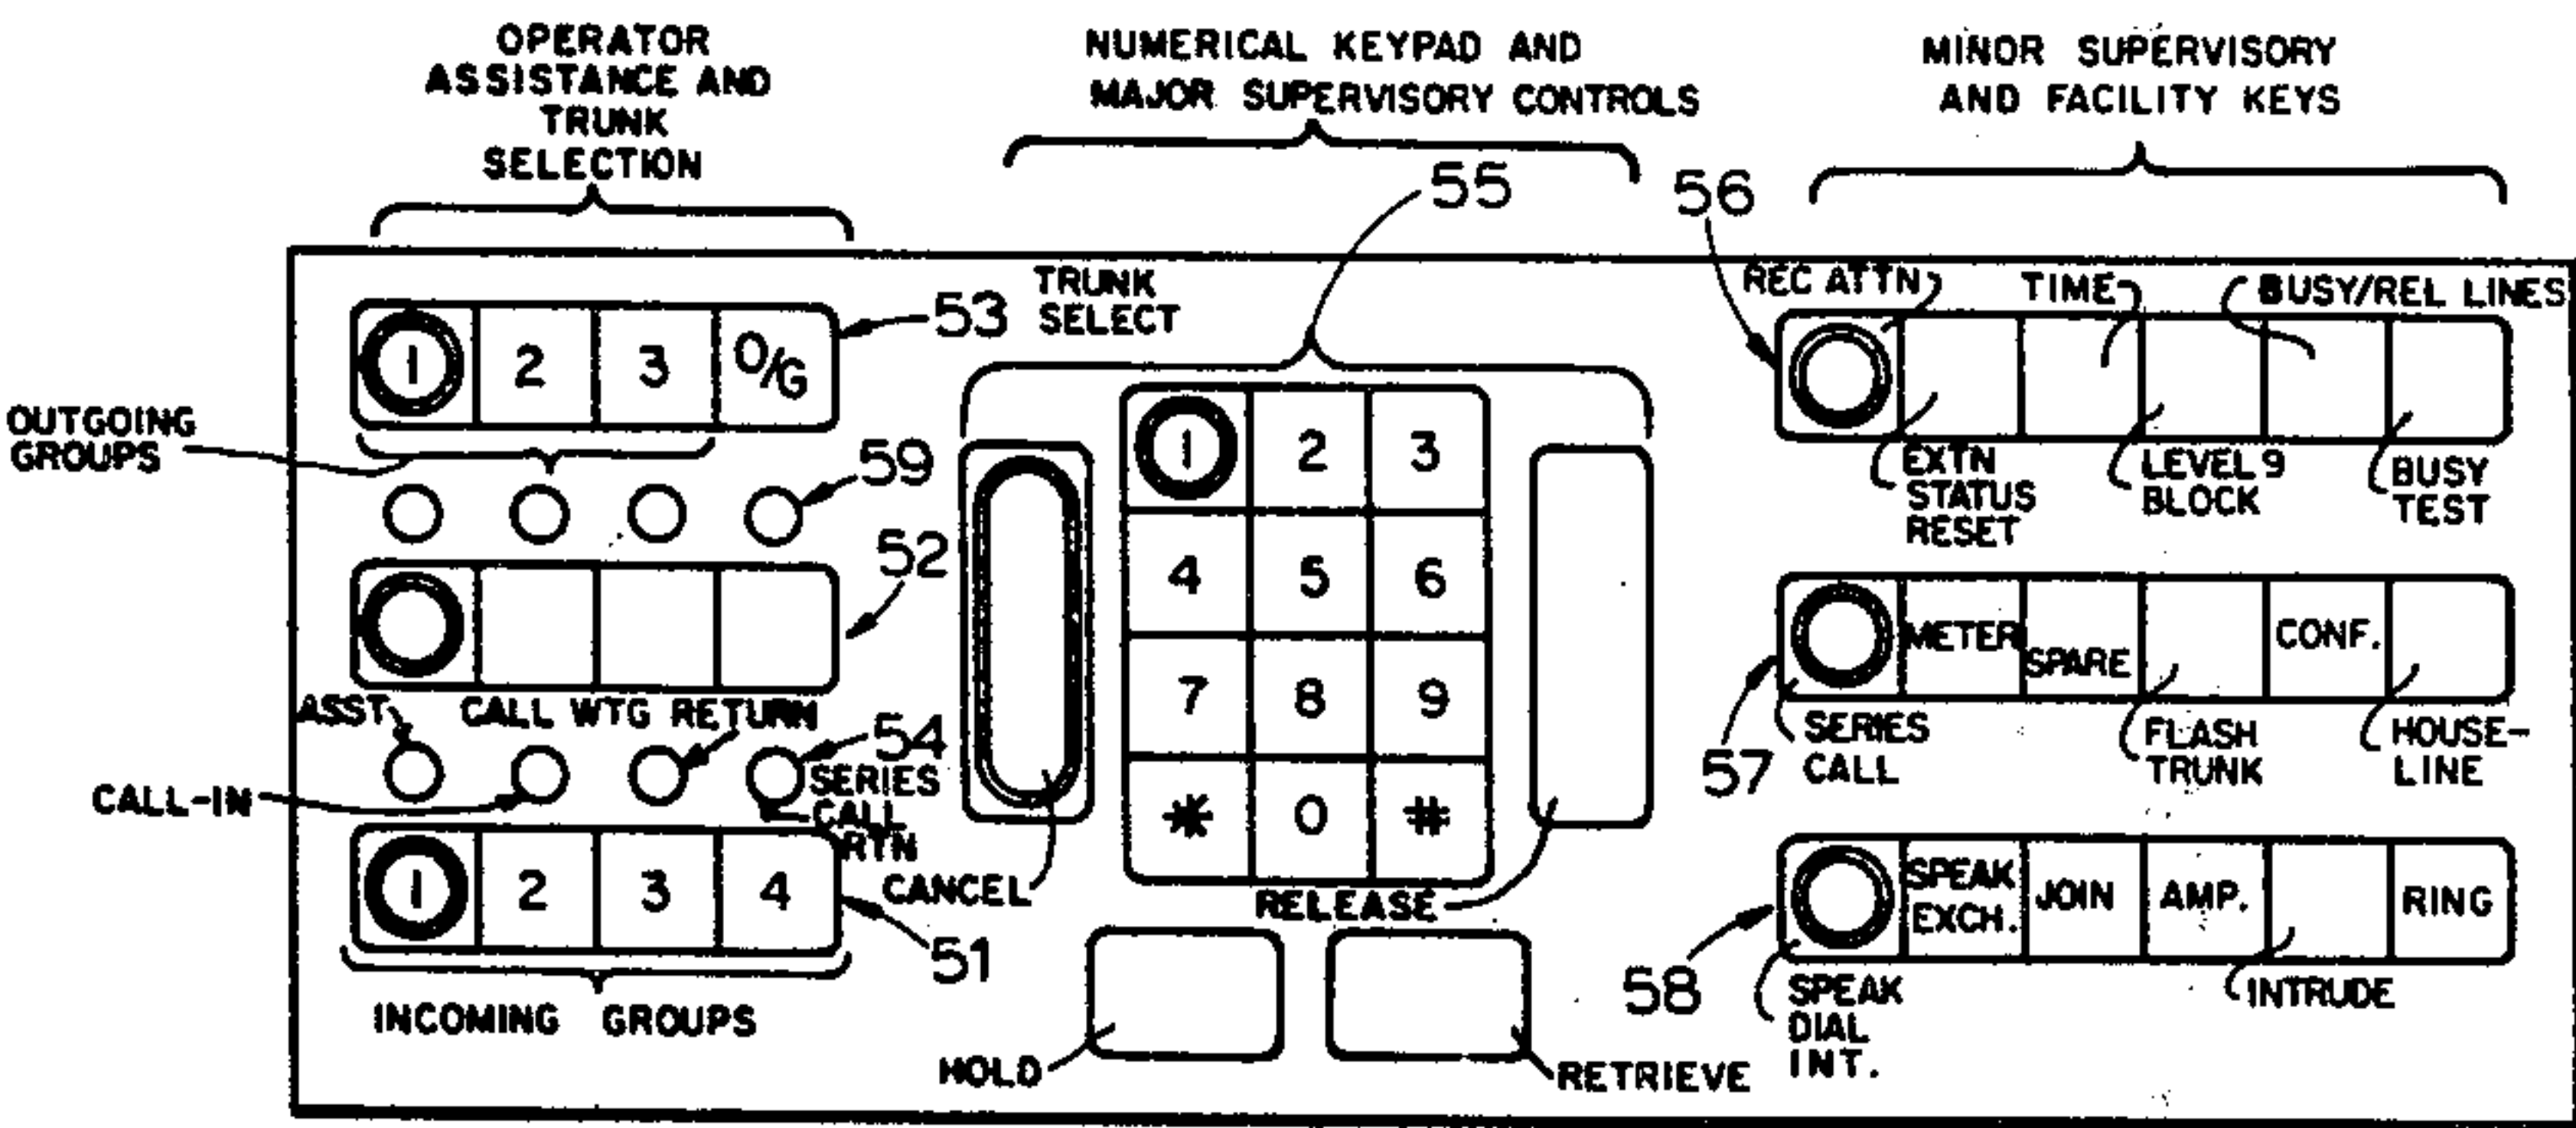 OPERATOR
ASSISTANCE AND
TRUNK
SELECTION
NUMERICAL KEYPAD AND
MAJOR SUPERVISORY CONTROLS
MINOR SUPERVISORY
AND FACILITY KEYS
55
56
TRUNK
SELECT
53
REC ATTN
TIME
BUSY/REL LINES
1 2 3 O/G
OUTGOING
GROUPS
59
52
1 2 3
4 5 6
7 8 9
* 0 #
EXTN
STATUS
RESET
LEVEL 9
BLOCK
BUSY
TEST
ASST
CALL WTG RETURN
54
SERIES
CALL
RTN
CALL-IN
METER
SPARE
CONF.
57
SERIES
CALL
FLASH
TRUNK
HOUSE-
LINE
1 2 3 4
CANCEL
RELEASE
51
INCOMING GROUPS
HOLD
RETRIEVE
SPEAK
EXCH.
JOIN
AMP.
RING
58
SPEAK
DIAL
INT.
INTRUDE